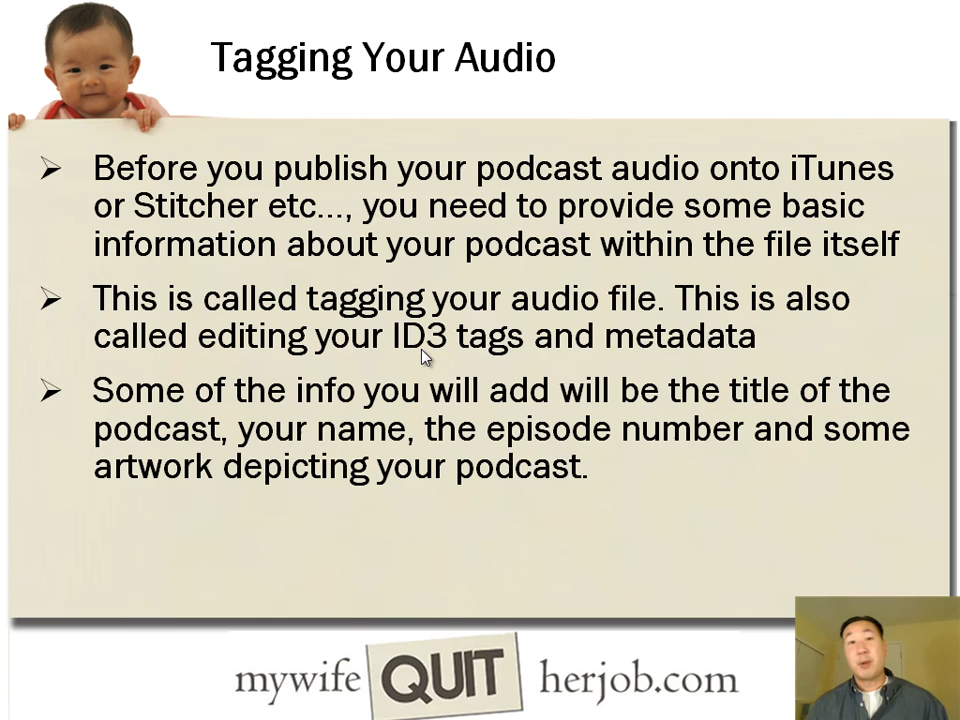 Tagging Your Audio
Before you publish your podcast audio onto iTunes
or Stitcher etc..., you need to provide some basic
information about your podcast within the file itself
This is called tagging your audio file. This is also
called editing your ID3 tags and metadata
Some of the info you will add will be the title of the
podcast, your name, the episode number and some
artwork depicting your podcast.
mywife QUIT herjob.com